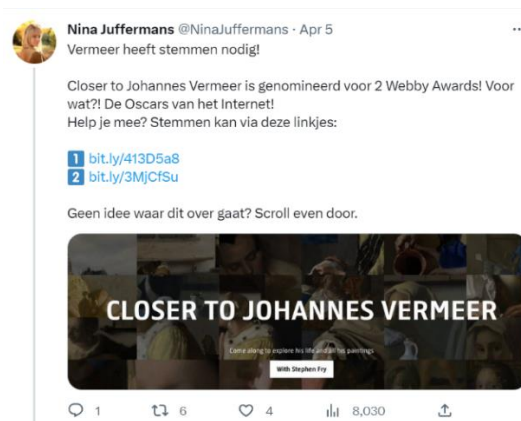 Nina Juffermans @NinaJuffermans · Apr 5
Vermeer heeft stemmen nodig!
Closer to Johannes Vermeer is genomineerd voor 2 Webby Awards! Voor
wat?! De Oscars van het Internet!
Help je mee? Stemmen kan via deze linkjes:
1 bit.ly/413D5a8
2 bit.ly/3MjCfSu
Geen idee waar dit over gaat? Scroll even door.
CLOSER TO JOHANNES VERMEER
Come along to explore his life and all his paintings
With Stephen Fry
1 6 4 8,030